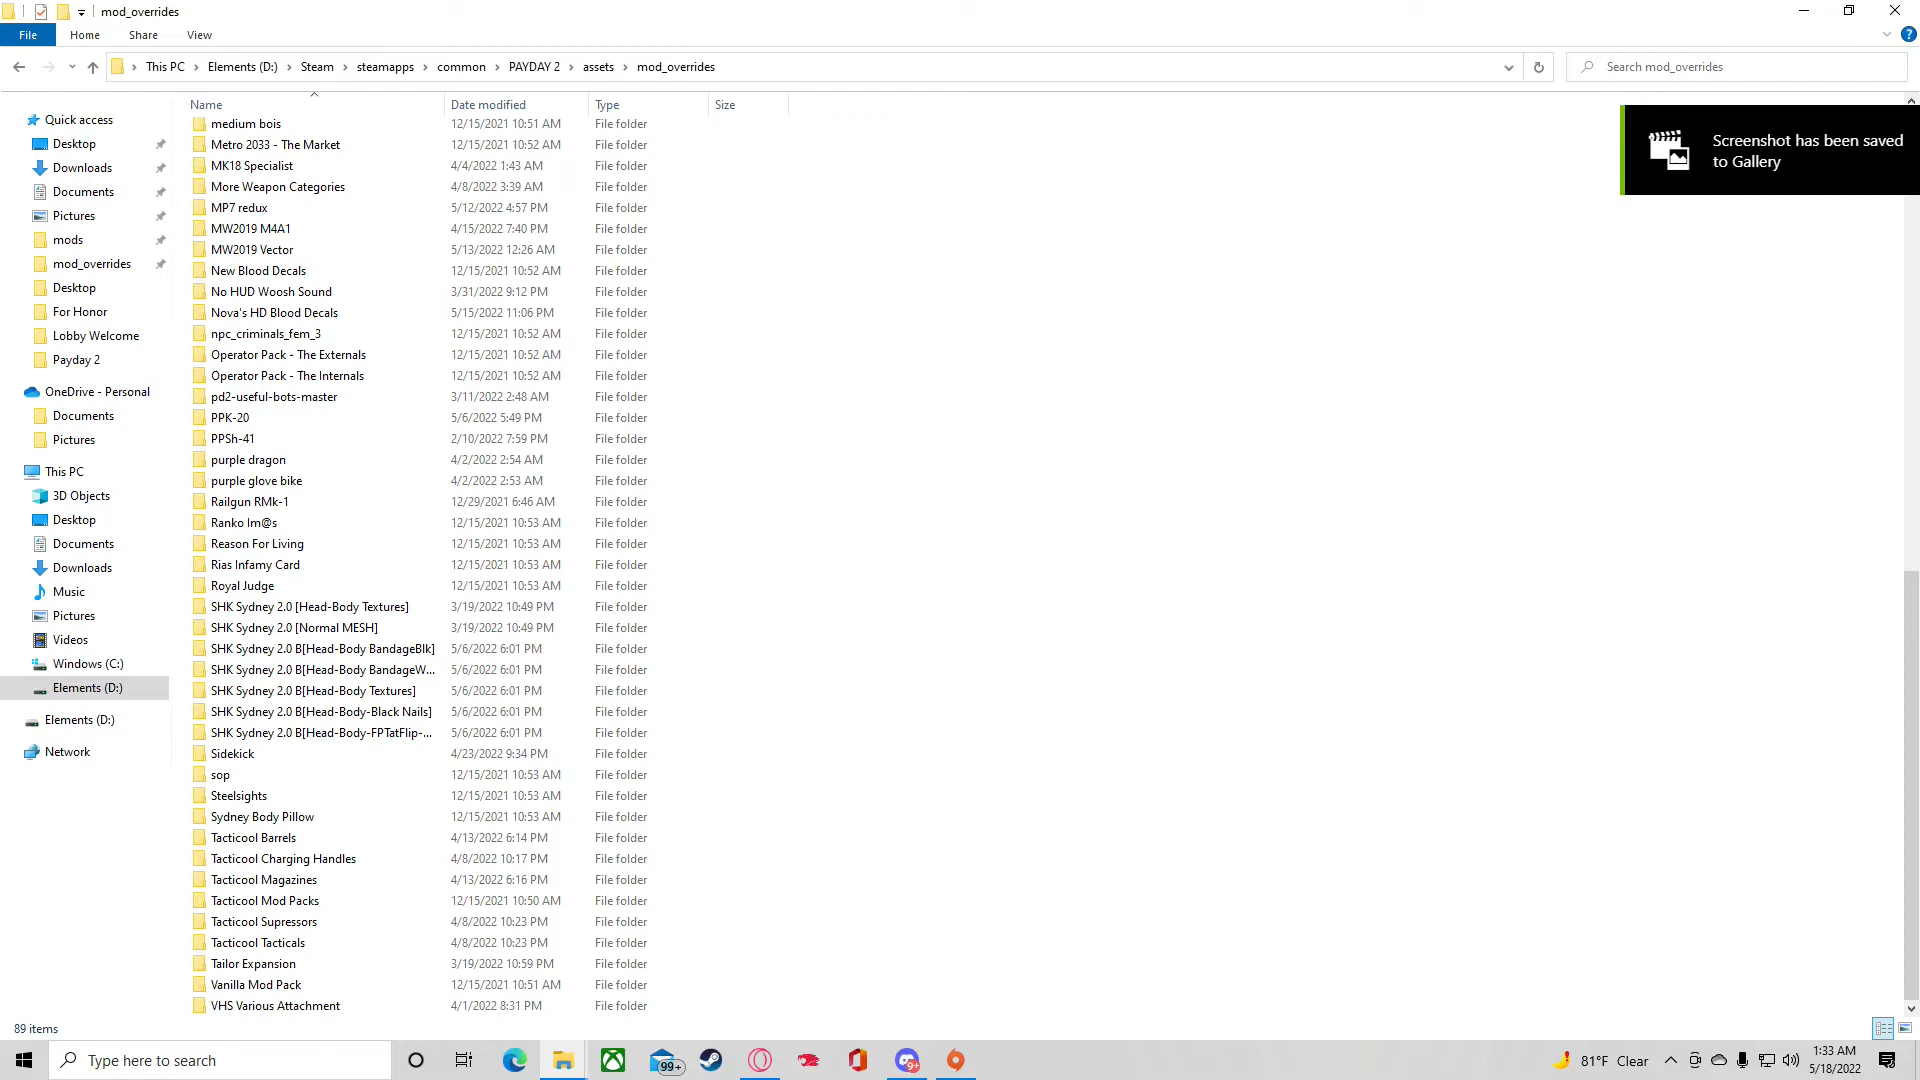 mod_overrides
File Home Share View
This PC Elements (D:) Steam steamapps common PAYDAY 2 assets mod_overrides
Search mod_overrides
Name Date modified Type Size
Screenshot has been saved
to Gallery
Quick access
Desktop
Downloads
Documents
Pictures
mods
mod_overrides
Desktop
For Honor
Lobby Welcome
Payday 2
OneDrive - Personal
Documents
Pictures
This PC
3D Objects
Desktop
Documents
Downloads
Music
Pictures
Videos
Windows (C:)
Elements (D:)
Elements (D:)
Network
medium bois 12/15/2021 10:51 AM File folder
Metro 2033 - The Market 12/15/2021 10:52 AM File folder
MK18 Specialist 4/4/2022 1:43 AM File folder
More Weapon Categories 4/8/2022 3:39 AM File folder
MP7 redux 5/12/2022 4:57 PM File folder
MW2019 M4A1 4/15/2022 7:40 PM File folder
MW2019 Vector 5/13/2022 12:26 AM File folder
New Blood Decals 12/15/2021 10:52 AM File folder
No HUD Woosh Sound 3/31/2022 9:12 PM File folder
Nova's HD Blood Decals 5/15/2022 11:06 PM File folder
npc_criminals_fem_3 12/15/2021 10:52 AM File folder
Operator Pack - The Externals 12/15/2021 10:52 AM File folder
Operator Pack - The Internals 12/15/2021 10:52 AM File folder
pd2-useful-bots-master 3/11/2022 2:48 AM File folder
PPK-20 5/6/2022 5:49 PM File folder
PPSh-41 2/10/2022 7:59 PM File folder
purple dragon 4/2/2022 2:54 AM File folder
purple glove bike 4/2/2022 2:53 AM File folder
Railgun RMk-1 12/29/2021 6:46 AM File folder
Ranko Im@s 12/15/2021 10:53 AM File folder
Reason For Living 12/15/2021 10:53 AM File folder
Rias Infamy Card 12/15/2021 10:53 AM File folder
Royal Judge 12/15/2021 10:53 AM File folder
SHK Sydney 2.0 [Head-Body Textures] 3/19/2022 10:49 PM File folder
SHK Sydney 2.0 [Normal MESH] 3/19/2022 10:49 PM File folder
SHK Sydney 2.0 B[Head-Body BandageBlk] 5/6/2022 6:01 PM File folder
SHK Sydney 2.0 B[Head-Body BandageW... 5/6/2022 6:01 PM File folder
SHK Sydney 2.0 B[Head-Body Textures] 5/6/2022 6:01 PM File folder
SHK Sydney 2.0 B[Head-Body-Black Nails] 5/6/2022 6:01 PM File folder
SHK Sydney 2.0 B[Head-Body-FPTatFlip-... 5/6/2022 6:01 PM File folder
Sidekick 4/23/2022 9:34 PM File folder
sop 12/15/2021 10:53 AM File folder
Steelsights 12/15/2021 10:53 AM File folder
Sydney Body Pillow 12/15/2021 10:53 AM File folder
Tacticool Barrels 4/13/2022 6:14 PM File folder
Tacticool Charging Handles 4/8/2022 10:17 PM File folder
Tacticool Magazines 4/13/2022 6:16 PM File folder
Tacticool Mod Packs 12/15/2021 10:50 AM File folder
Tacticool Supressors 4/8/2022 10:23 PM File folder
Tacticool Tacticals 4/8/2022 10:23 PM File folder
Tailor Expansion 3/19/2022 10:59 PM File folder
Vanilla Mod Pack 12/15/2021 10:51 AM File folder
VHS Various Attachment 4/1/2022 8:31 PM File folder
89 items
Type here to search
99+
9+
81°F Clear
1:33 AM
5/18/2022